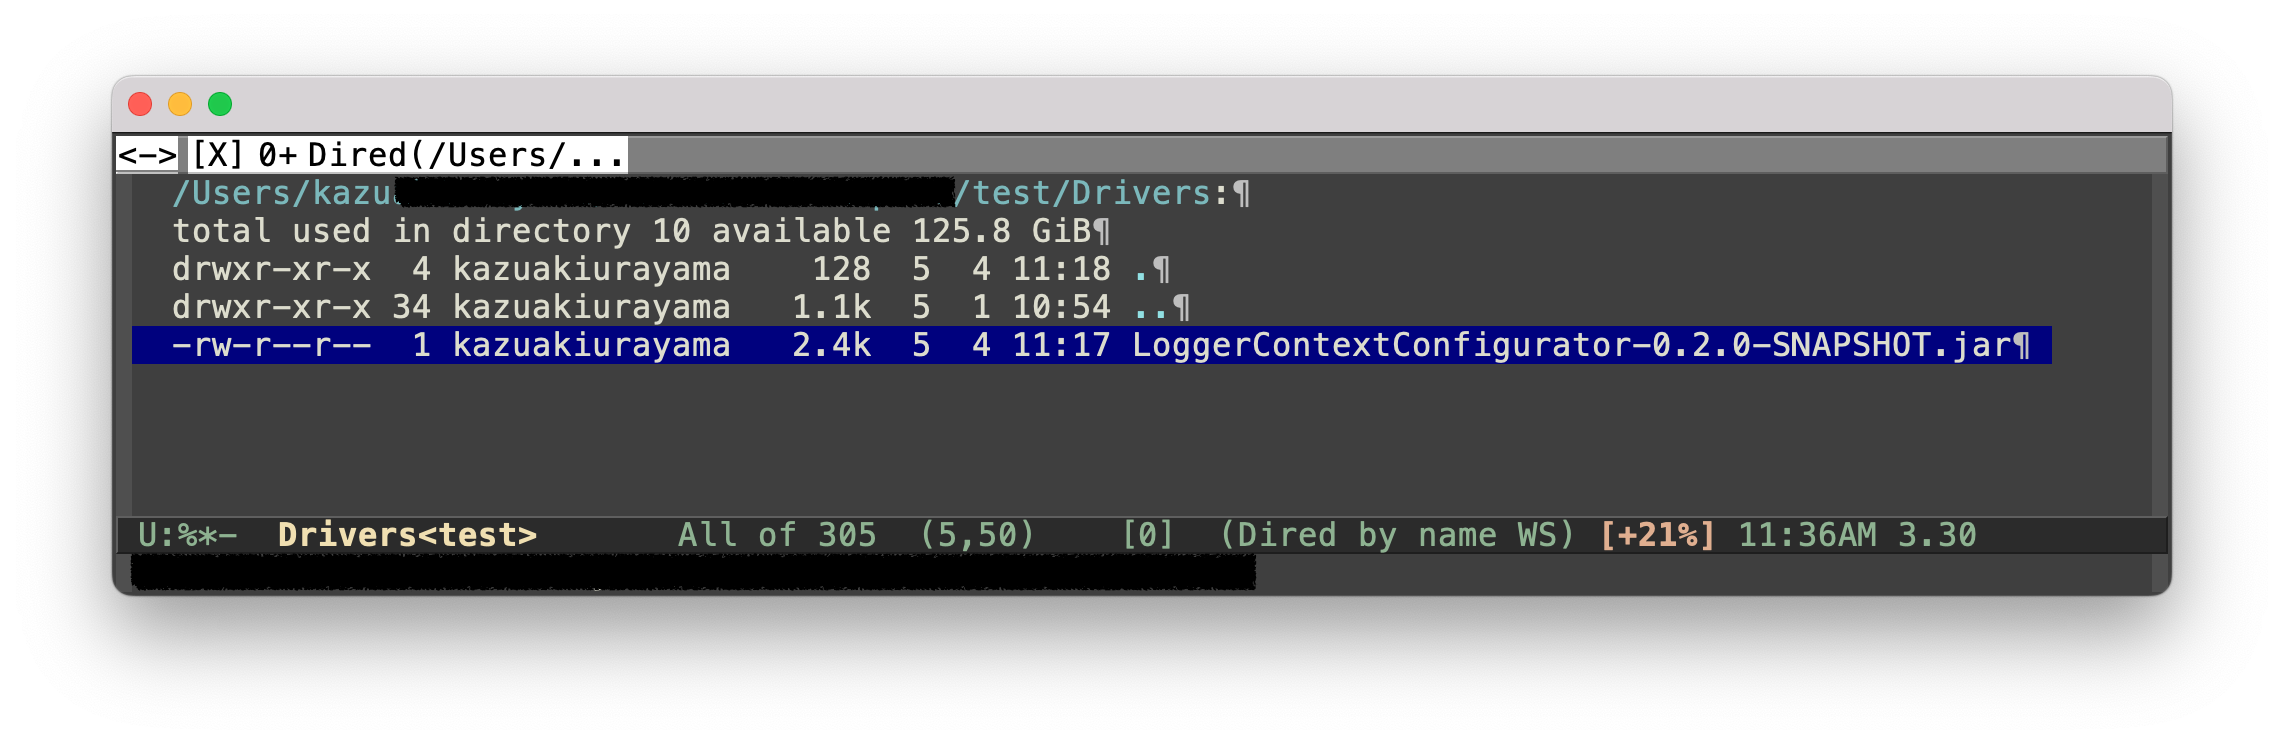 <-> [X] 0+ Dired(/Users/...
/Users/kazu /test/Drivers:¶
total used in directory 10 available 125.8 GiB¶
drwxr-xr-x  4 kazuakiurayama    128  5  4 11:18 .¶
drwxr-xr-x 34 kazuakiurayama   1.1k  5  1 10:54 ..¶
-rw-r--r--  1 kazuakiurayama   2.4k  5  4 11:17 LoggerContextConfigurator-0.2.0-SNAPSHOT.jar¶
U:%*-  Drivers<test>       All of 305  (5,50)    [0]  (Dired by name WS) [+21%] 11:36AM 3.30